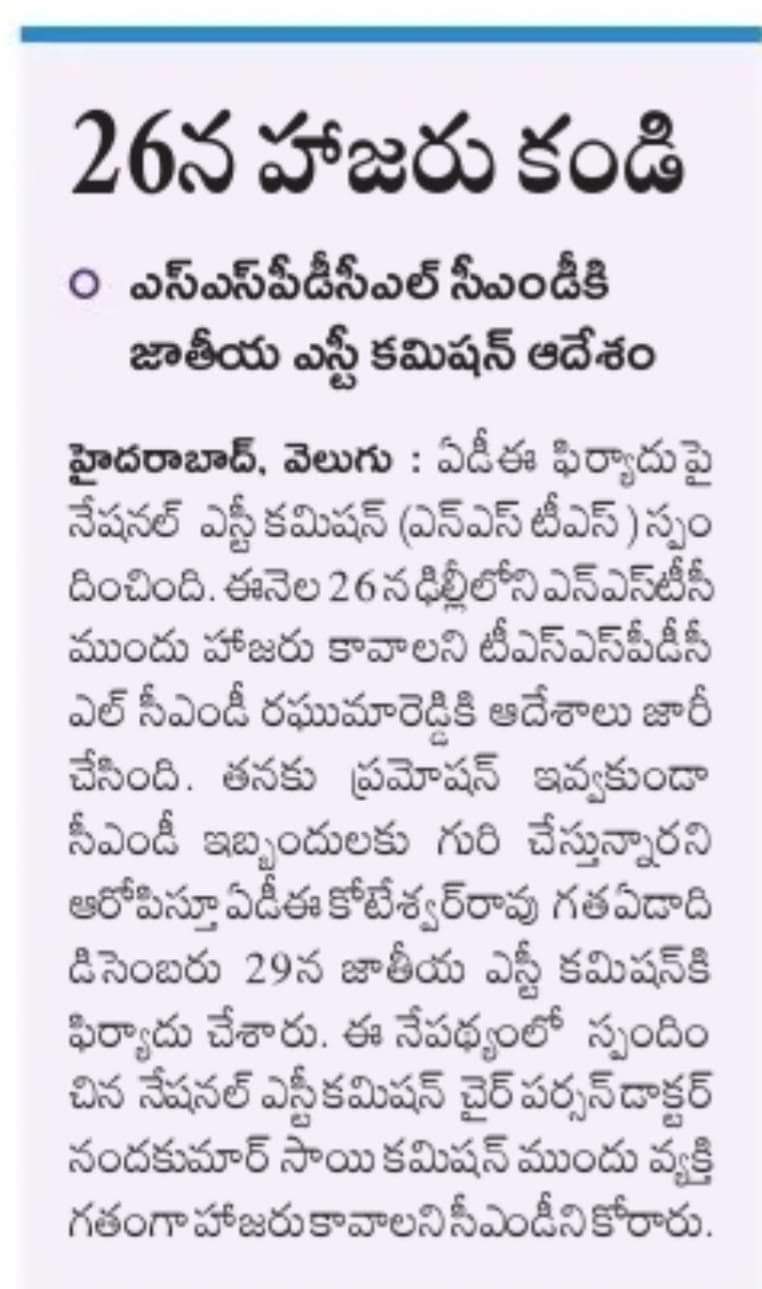 26న హాజరు కండి
ఎస్ఎస్‌పీడీసీఎల్ సీఎండీకి
జాతీయ ఎస్టీ కమిషన్ ఆదేశం
హైదరాబాద్, వెలుగు : ఏడీఈ ఫిర్యాదుపై
నేషనల్ ఎస్టీ కమిషన్ (ఎన్ఎస్ టీఎస్ ) స్పం
దించింది. ఈనెల 26 న ఢిల్లీలోని ఎన్ఎస్‌టీసీ
ముందు హాజరు కావాలని టీఎస్ఎస్‌పీడీసీ
ఎల్ సీఎండీ రఘుమారెడ్డికి ఆదేశాలు జారీ
చేసింది. తనకు ప్రమోషన్ ఇవ్వకుండా
సీఎండీ ఇబ్బందులకు గురి చేస్తున్నారని
ఆరోపిస్తూ ఏడీఈ కోటేశ్వర్‌రావు గత ఏడాది
డిసెంబరు 29న జాతీయ ఎస్టీ కమిషన్‌కి
ఫిర్యాదు చేశారు. ఈ నేపథ్యంలో స్పందిం
చిన నేషనల్ ఎస్టీ కమిషన్ చైర్ పర్సన్ డాక్టర్
నందకుమార్ సాయి కమిషన్ ముందు వ్యక్తి
గతంగా హాజరు కావాలని సీఎండీని కోరారు.